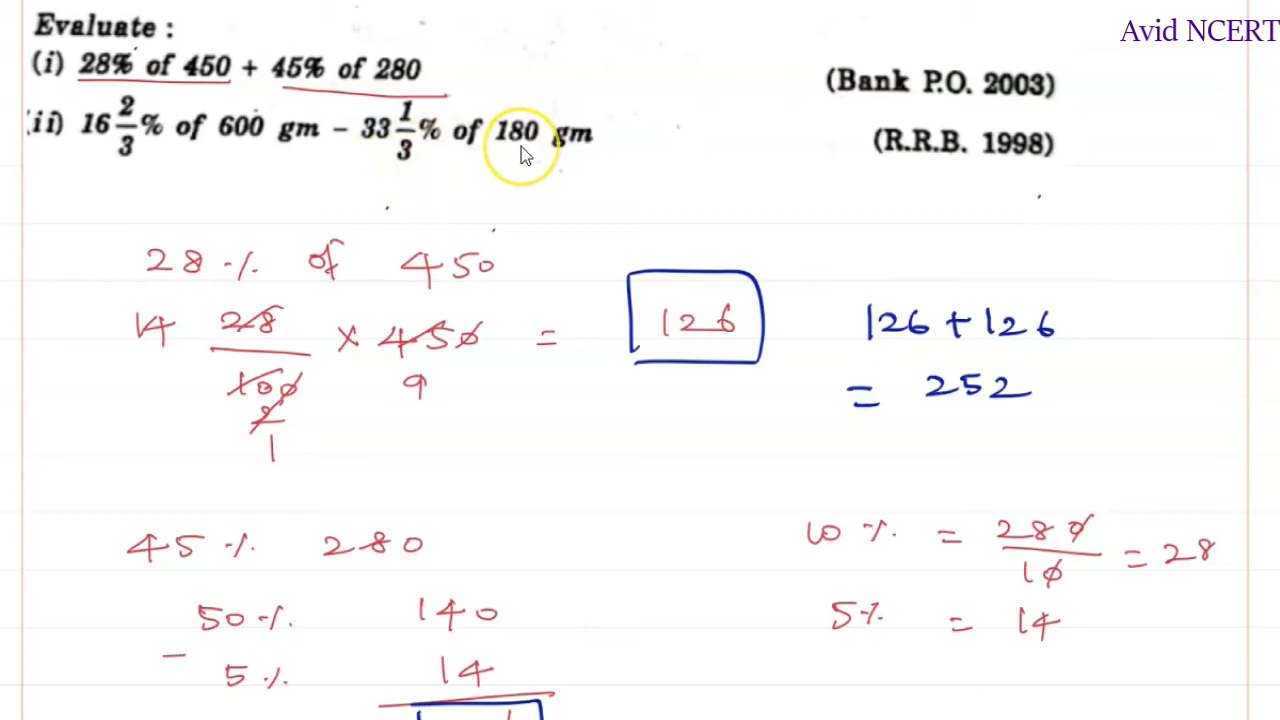 Avid NCERT
Evaluate :
(i) 28% of 450 + 45% of 280 (Bank P.O. 2003)
(ii) 16 2/3 % of 600 gm – 33 1/3 % of 180 gm (R.R.B. 1998)
28 % of 450
14 28/100 × 450 = 126
2 9
1
126 + 126
= 252
45 % 280
50 % 140
– 5 % 14
10 % = 280/10 = 28
5 % = 14